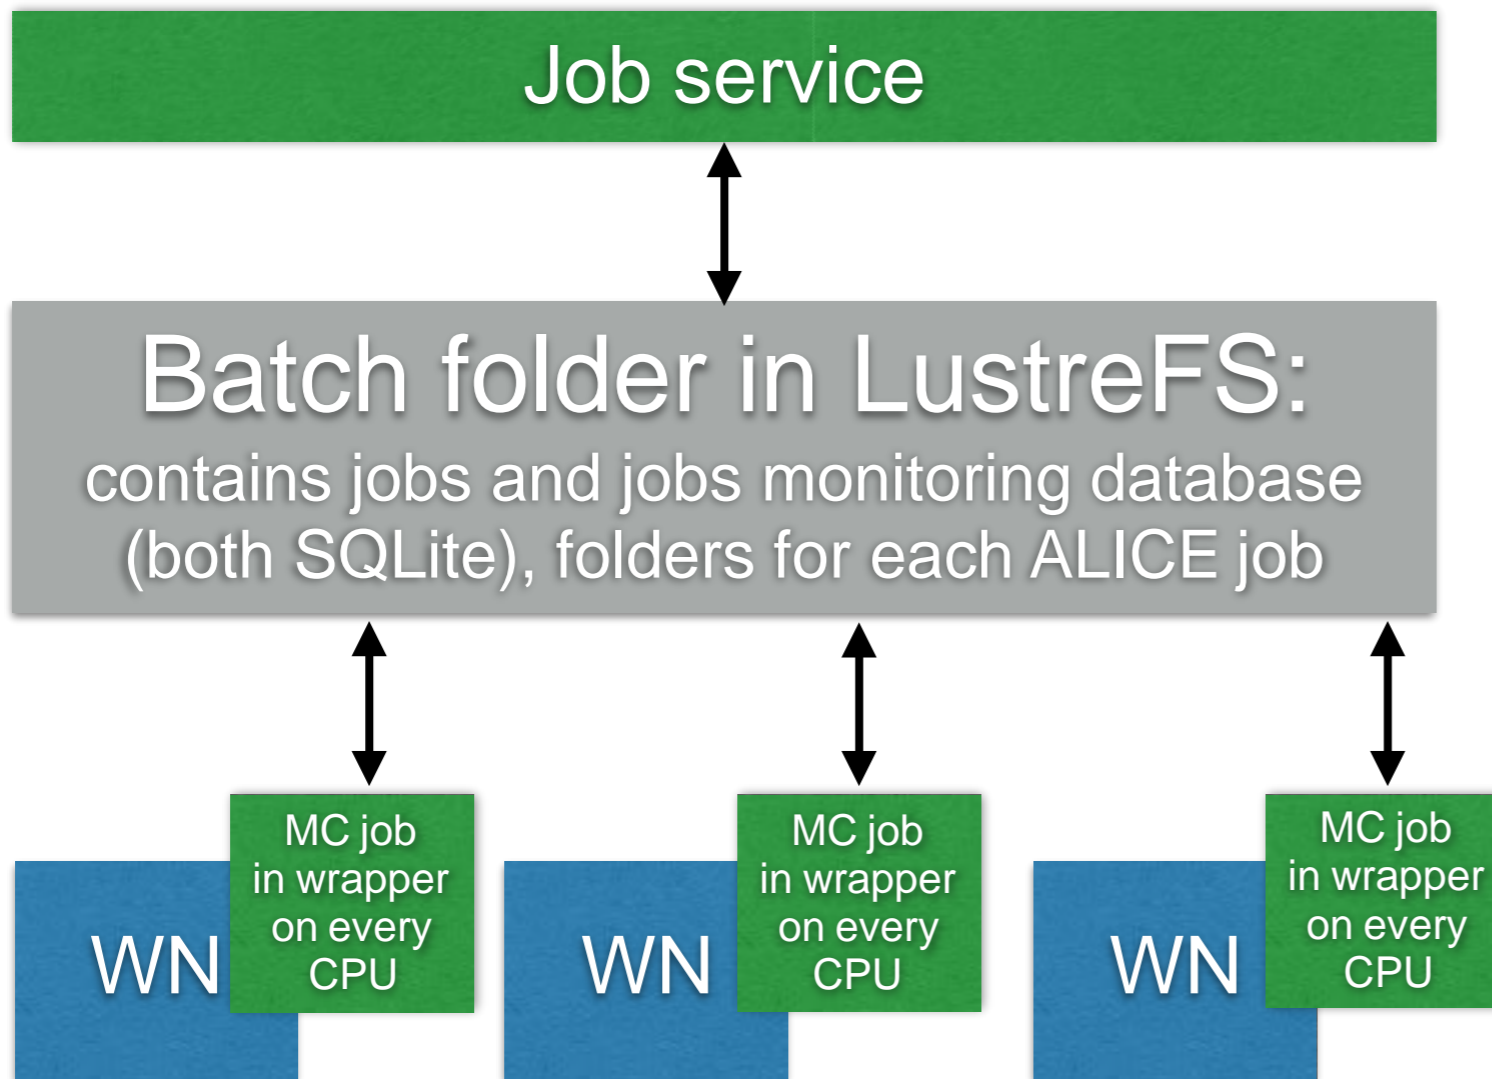 Job service
Batch folder in LustreFS:
contains jobs and jobs monitoring database
(both SQLite), folders for each ALICE job
MC job
in wrapper
on every
CPU
WN
MC job
in wrapper
on every
CPU
WN
MC job
in wrapper
on every
CPU
WN